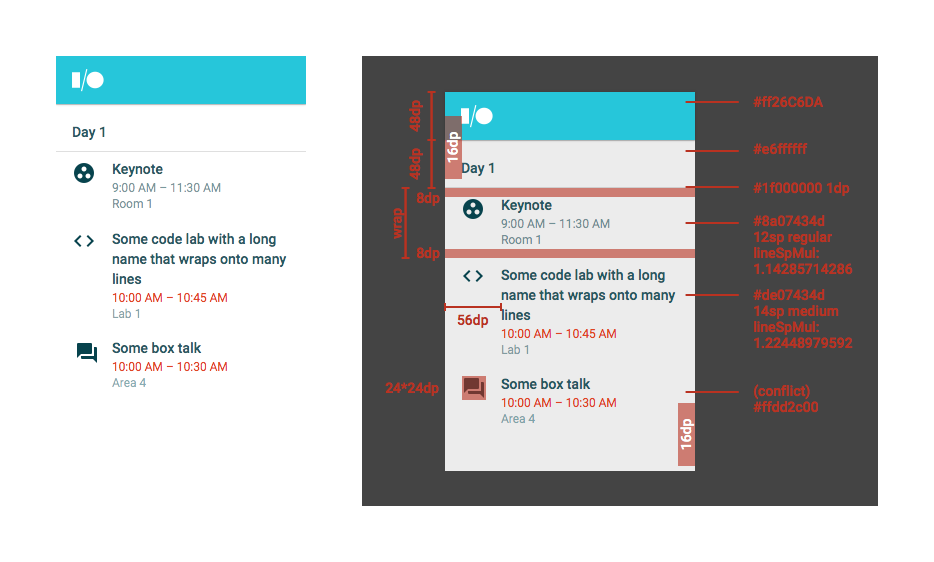 I/O
Day 1
Keynote
9:00 AM – 11:30 AM
Room 1
Some code lab with a long
name that wraps onto many
lines
10:00 AM – 10:45 AM
Lab 1
Some box talk
10:00 AM – 10:30 AM
Area 4
48dp
I/O
#ff26C6DA
48dp
16dp
#e6ffffff
Day 1
8dp
#1f000000 1dp
wrap
Keynote
9:00 AM – 11:30 AM
Room 1
8dp
#8a07434d
12sp regular
lineSpMul:
1.14285714286
Some code lab with a long
name that wraps onto many
lines
56dp
10:00 AM – 10:45 AM
Lab 1
#de07434d
14sp medium
lineSpMul:
1.22448979592
24*24dp
Some box talk
10:00 AM – 10:30 AM
Area 4
(conflict)
#ffdd2c00
16dp